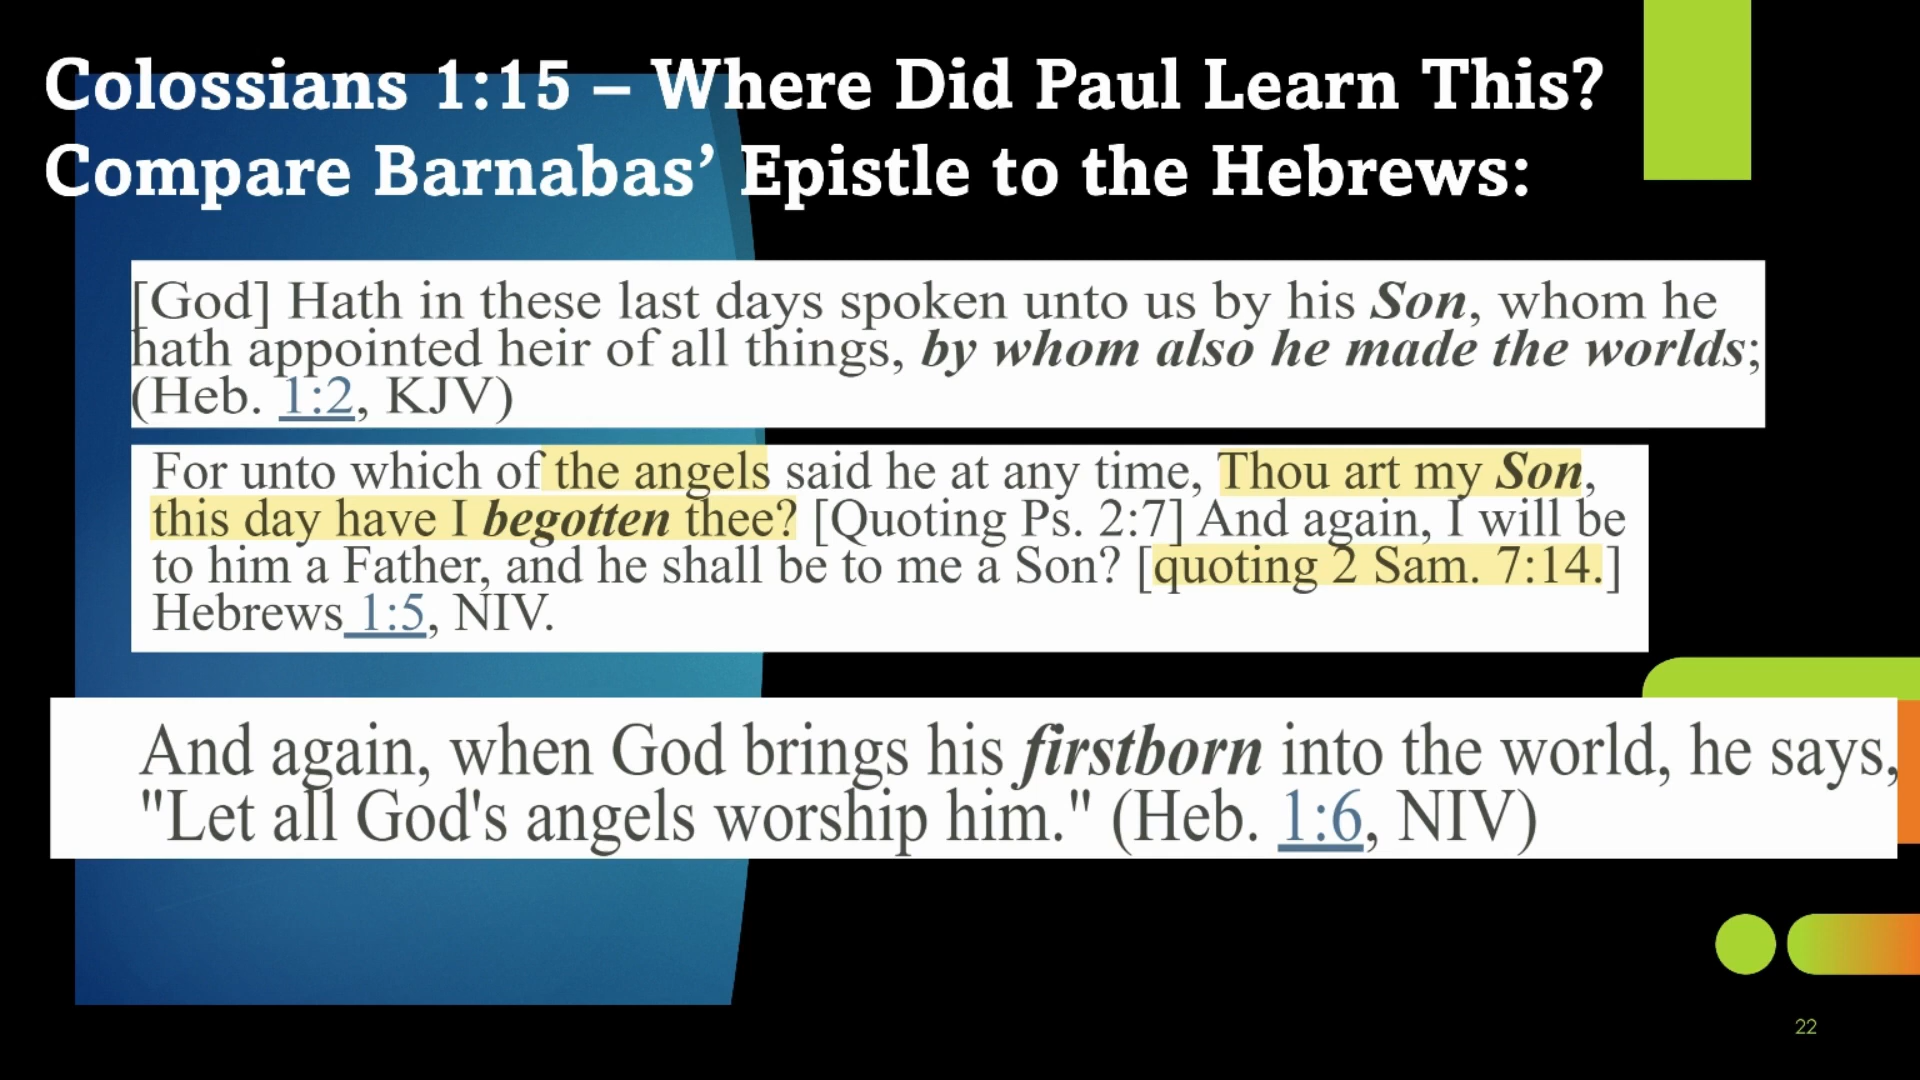 Colossians 1:15 – Where Did Paul Learn This?
Compare Barnabas’ Epistle to the Hebrews:
[God] Hath in these last days spoken unto us by his Son, whom he
hath appointed heir of all things, by whom also he made the worlds;
(Heb. 1:2, KJV)
For unto which of the angels said he at any time, Thou art my Son,
this day have I begotten thee? [Quoting Ps. 2:7] And again, I will be
to him a Father, and he shall be to me a Son? [quoting 2 Sam. 7:14.]
Hebrews 1:5, NIV.
And again, when God brings his firstborn into the world, he says,
"Let all God's angels worship him." (Heb. 1:6, NIV)
22